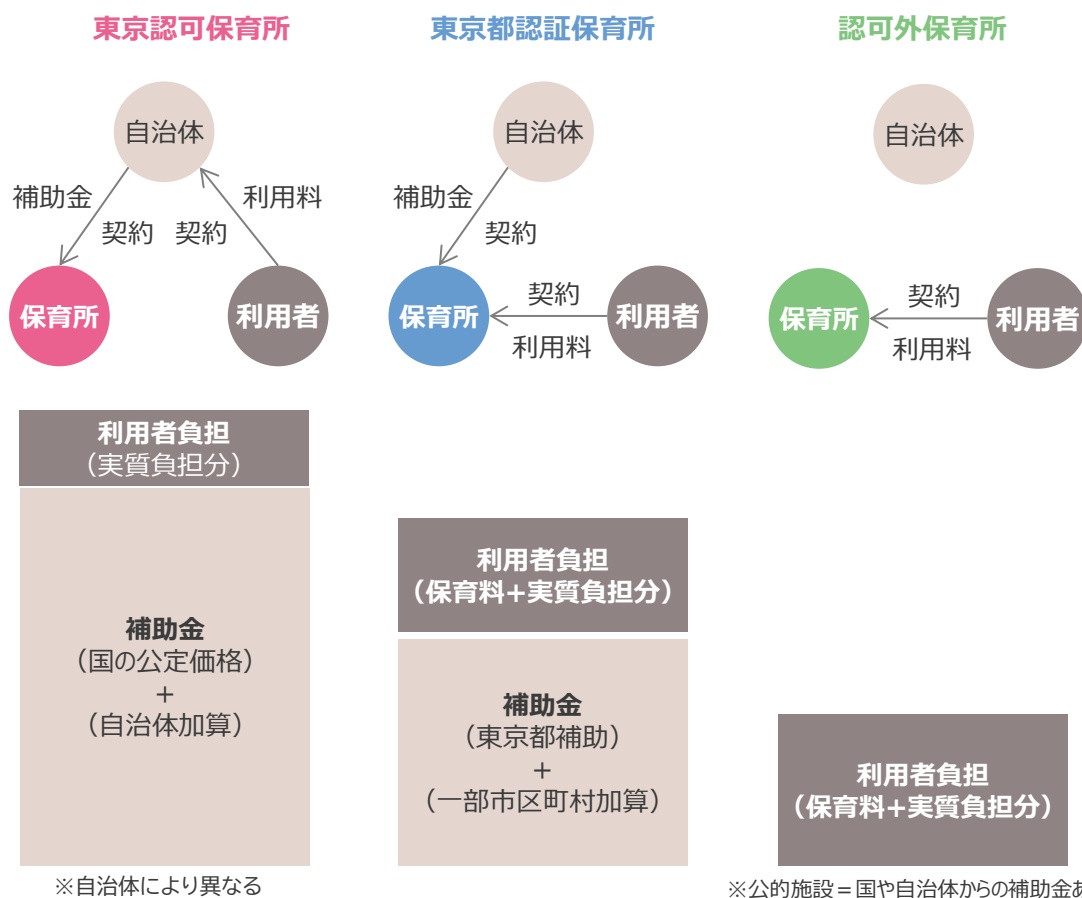 東京認可保育所
自治体
補助金
利用料
契約
契約
保育所
利用者
利用者負担
（実質負担分）
補助金
（国の公定価格）
+
（自治体加算）
※自治体により異なる
東京都認証保育所
自治体
補助金
契約
契約
保育所
利用者
利用料
利用者負担
（保育料+実質負担分）
補助金
（東京都補助）
+
（一部市区町村加算）
認可外保育所
自治体
契約
保育所
利用者
利用料
利用者負担
（保育料+実質負担分）
※公的施設＝国や自治体からの補助金あ